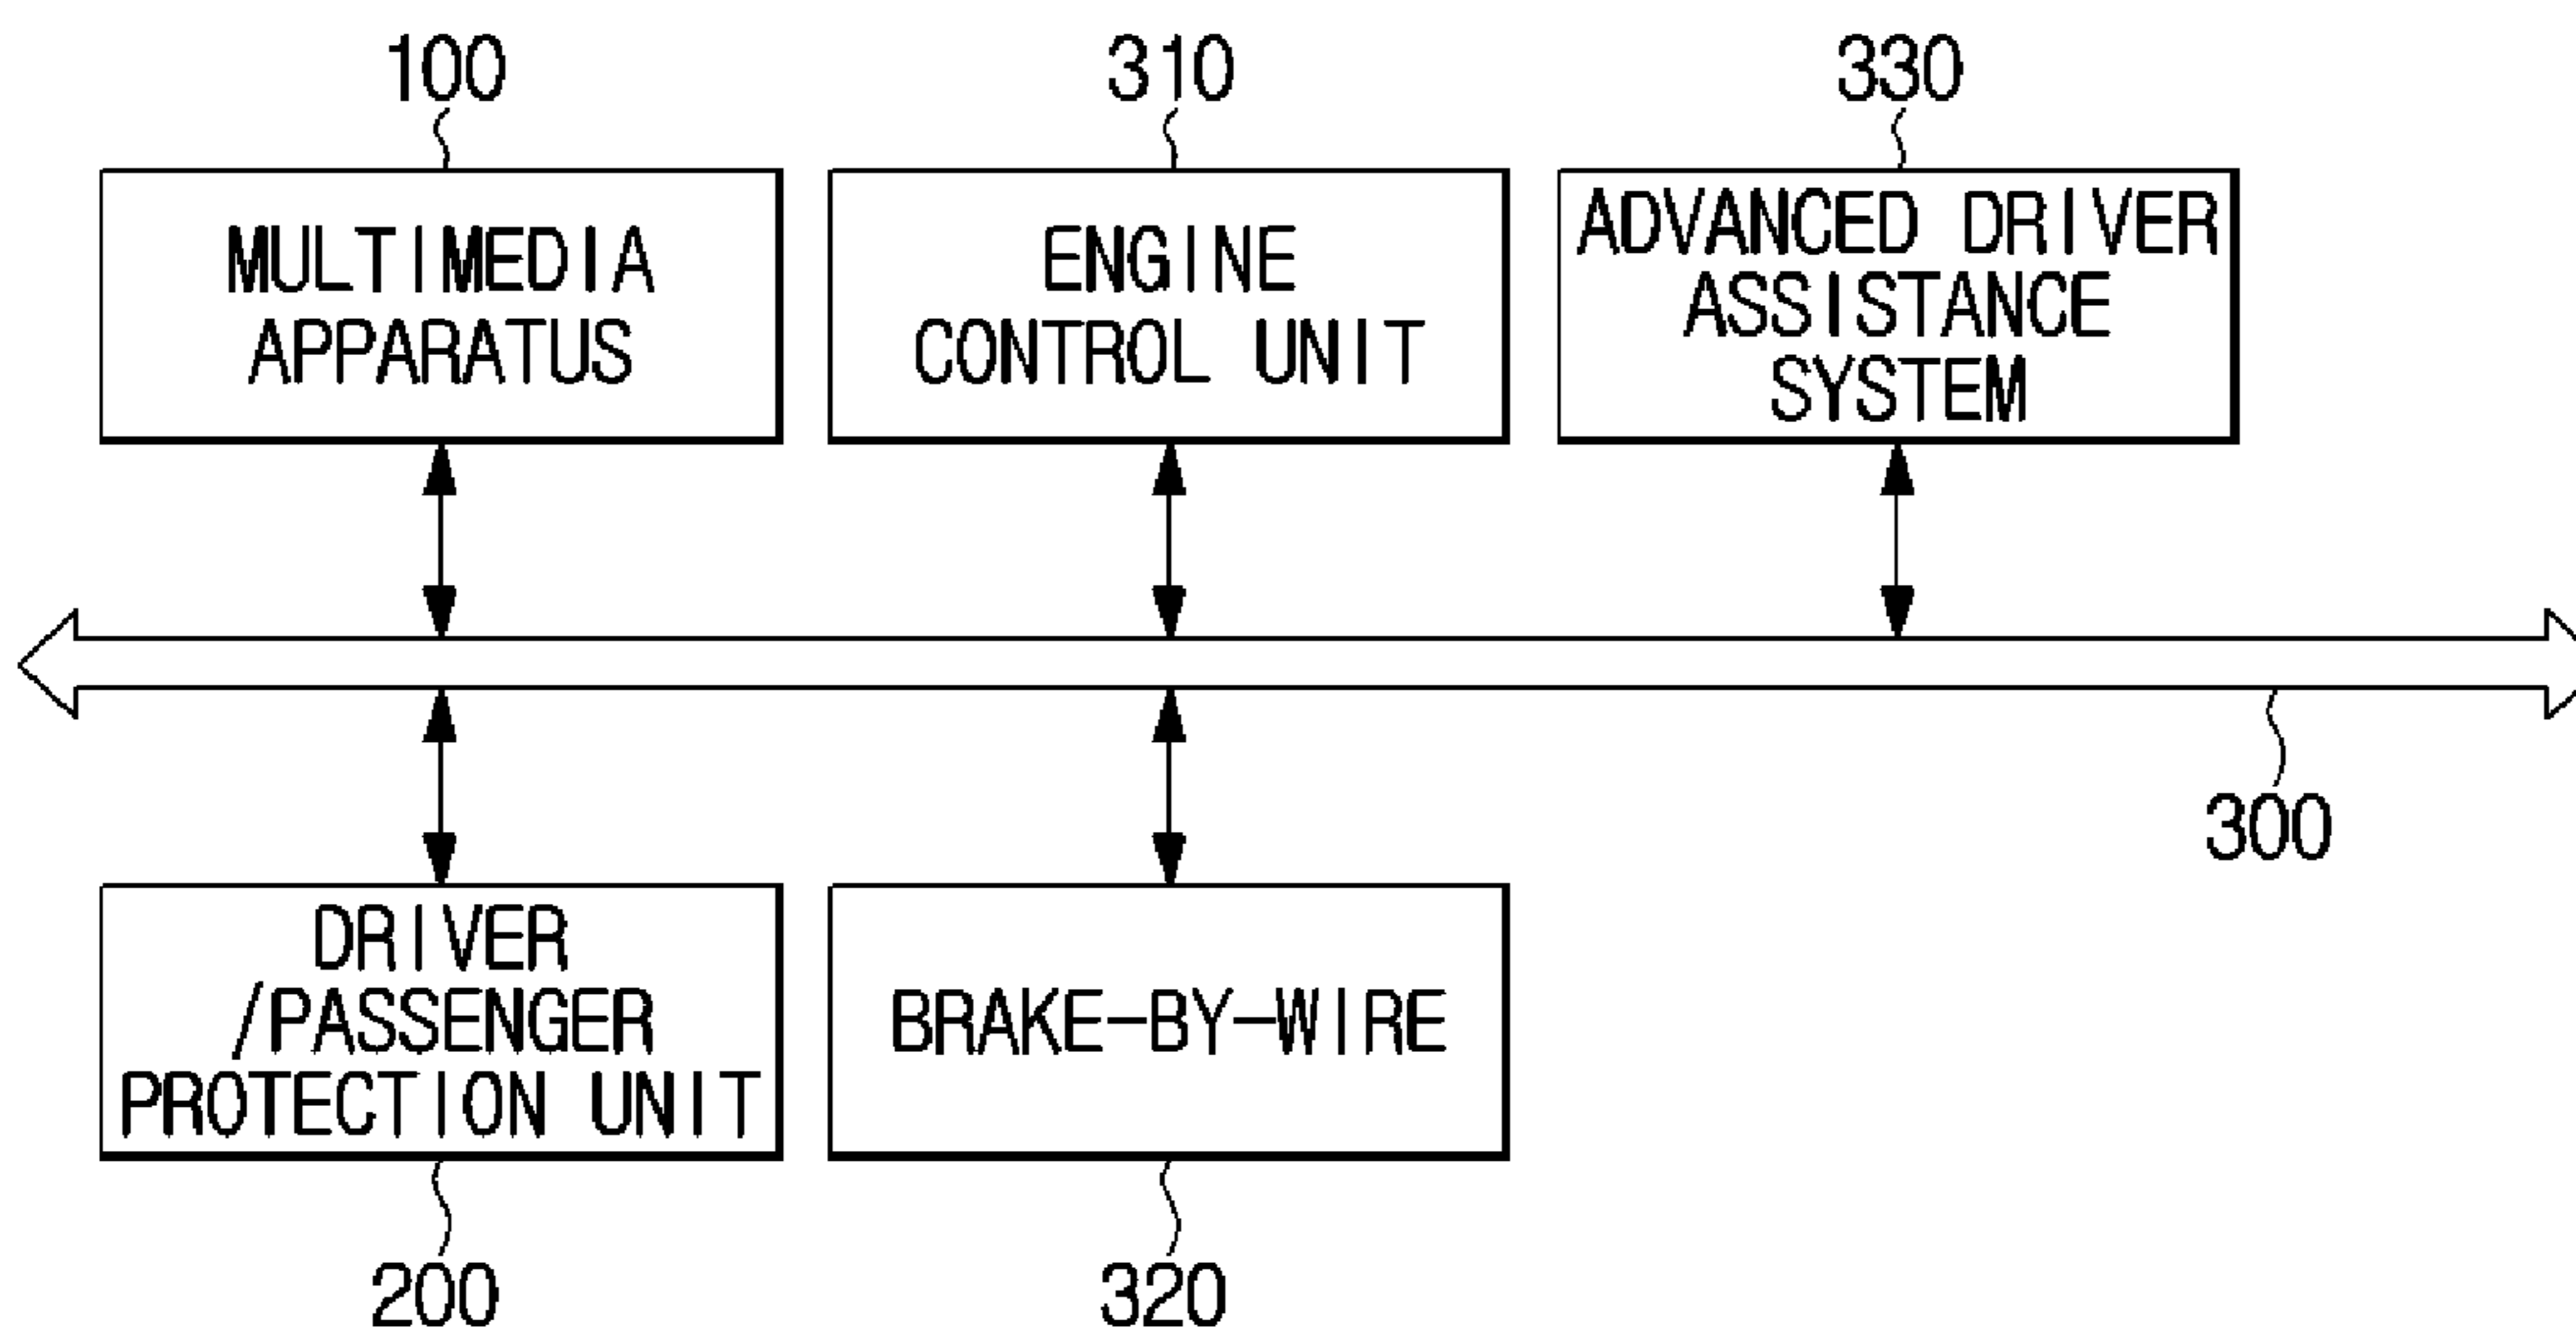 100
310
330
MULTIMEDIA
APPARATUS
ENGINE
CONTROL UNIT
ADVANCED DRIVER
ASSISTANCE
SYSTEM
300
DRIVER
/PASSENGER
PROTECTION UNIT
BRAKE-BY-WIRE
200
320